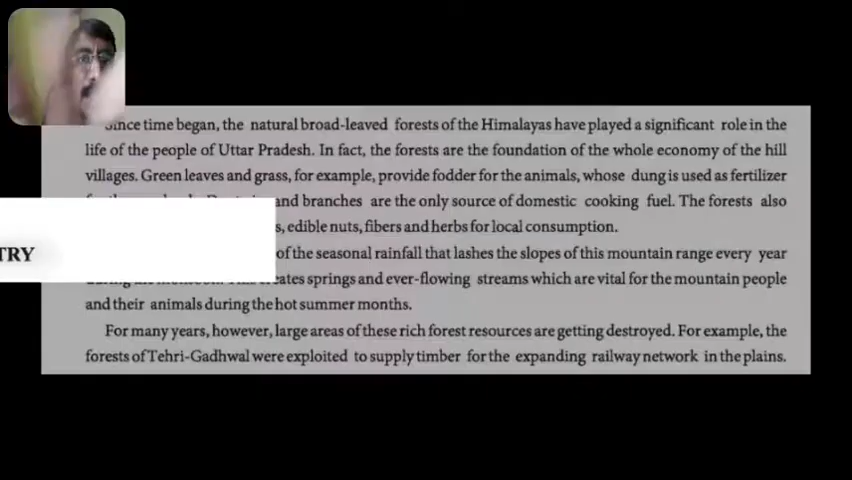 Since time began, the natural broad-leaved forests of the Himalayas have played a significant role in the
life of the people of Uttar Pradesh. In fact, the forests are the foundation of the whole economy of the hill
villages. Green leaves and grass, for example, provide fodder for the animals, whose dung is used as fertilizer
and branches are the only source of domestic cooking fuel. The forests also
TRY
, edible nuts, fibers and herbs for local consumption.
of the seasonal rainfall that lashes the slopes of this mountain range every year
springs and ever-flowing streams which are vital for the mountain people
and their animals during the hot summer months.
For many years, however, large areas of these rich forest resources are getting destroyed. For example, the
forests of Tehri-Gadhwal were exploited to supply timber for the expanding railway network in the plains.